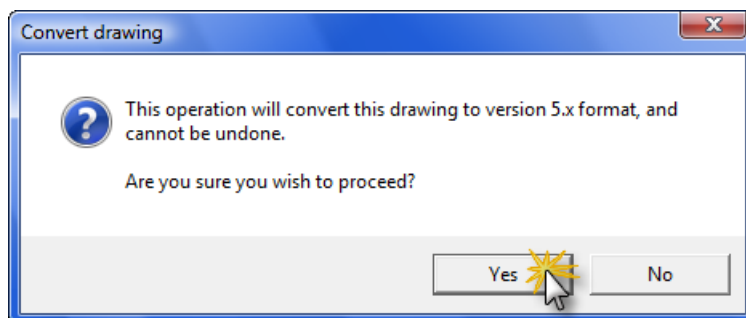 Convert drawing
This operation will convert this drawing to version 5.x format, and
cannot be undone.
Are you sure you wish to proceed?
Yes
No